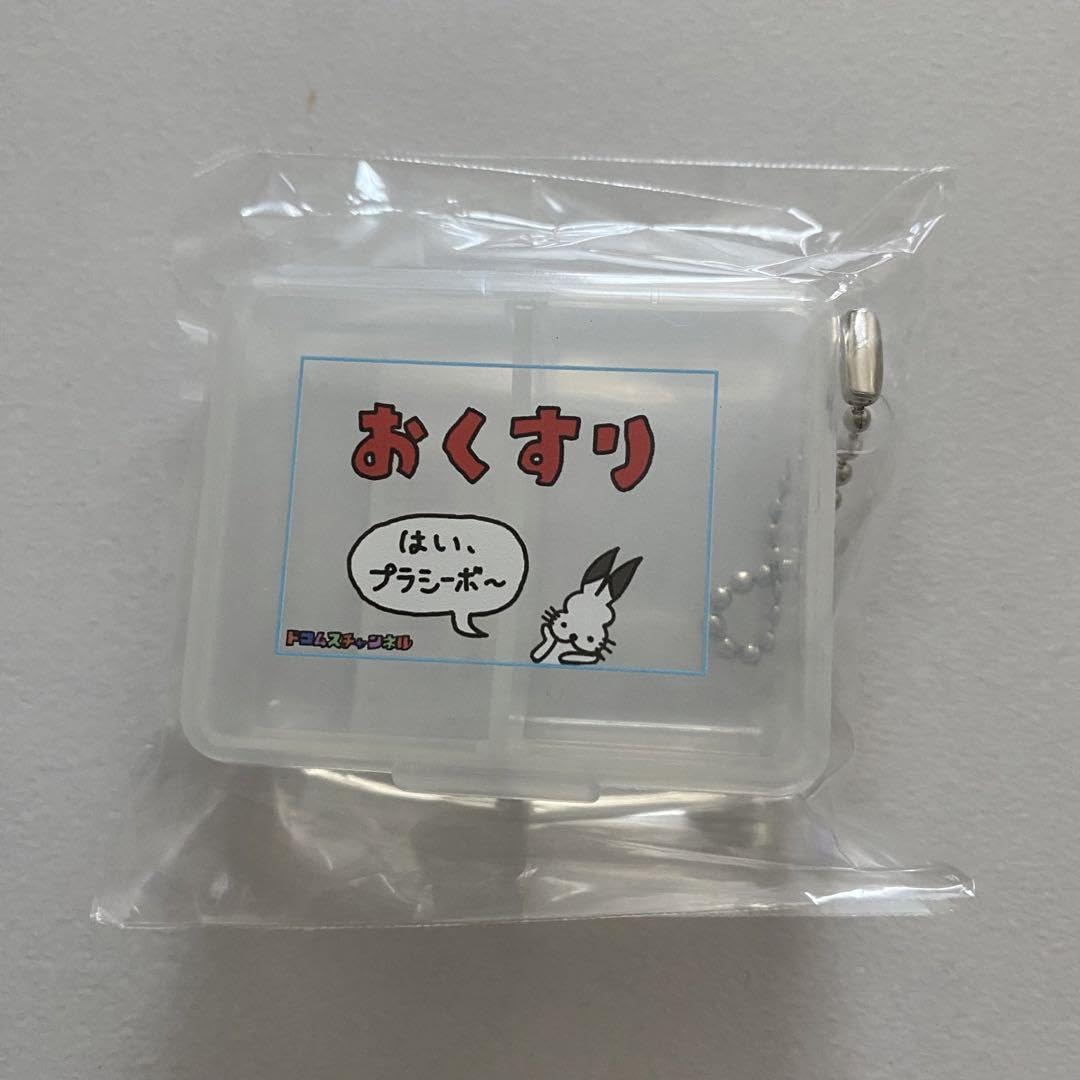 おくすり
はい、
プラシーボ〜
ドコムスチャンネル